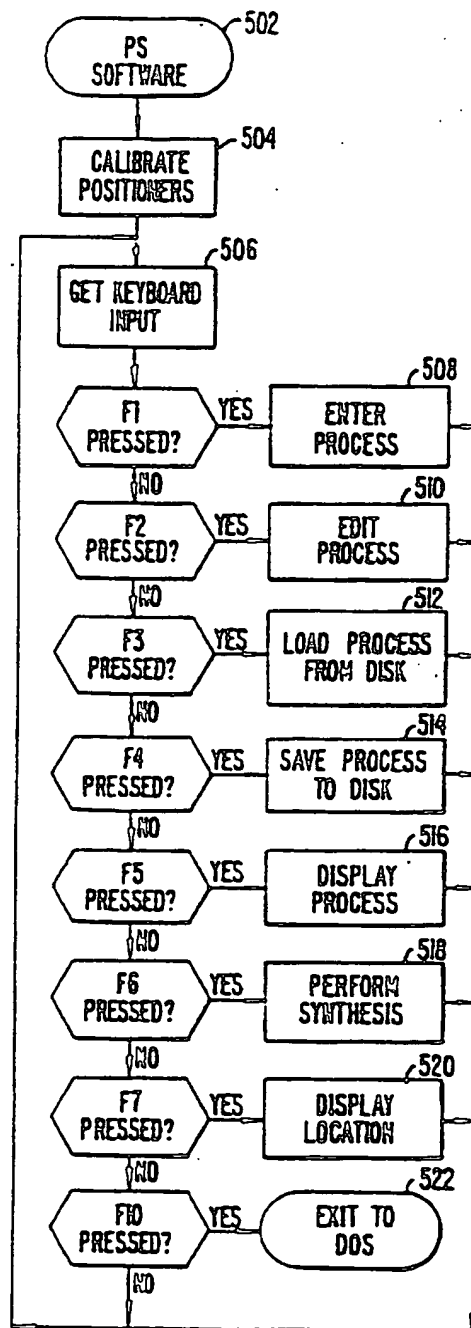 502
PS
SOFTWARE
504
CALIBRATE
POSITIONERS
506
GET KEYBOARD
INPUT
F1
PRESSED?
YES
508
ENTER
PROCESS
NO
F2
PRESSED?
YES
510
EDIT
PROCESS
NO
F3
PRESSED?
YES
512
LOAD PROCESS
FROM DISK
NO
F4
PRESSED?
YES
514
SAVE PROCESS
TO DISK
NO
F5
PRESSED?
YES
516
DISPLAY
PROCESS
NO
F6
PRESSED?
YES
518
PERFORM
SYNTHESIS
NO
F7
PRESSED?
YES
520
DISPLAY
LOCATION
NO
F10
PRESSED?
YES
522
EXIT TO
DOS
NO